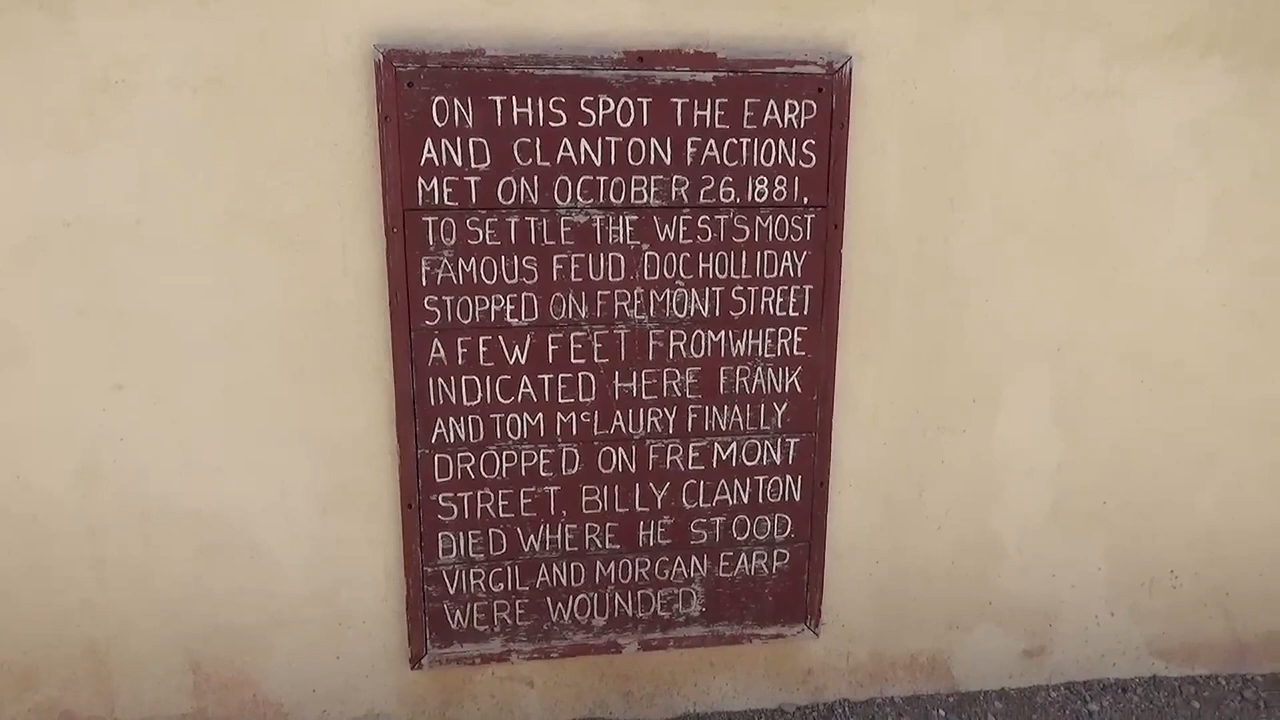 ON THIS SPOT THE EARP
AND CLANTON FACTIONS
MET ON OCTOBER 26, 1881,
TO SETTLE THE WEST'S MOST
FAMOUS FEUD. DOC HOLLIDAY
STOPPED ON FREMONT STREET
A FEW FEET FROM WHERE
INDICATED HERE FRANK
AND TOM McLAURY FINALLY
DROPPED ON FREMONT
STREET, BILLY CLANTON
DIED WHERE HE STOOD.
VIRGIL AND MORGAN EARP
WERE WOUNDED.